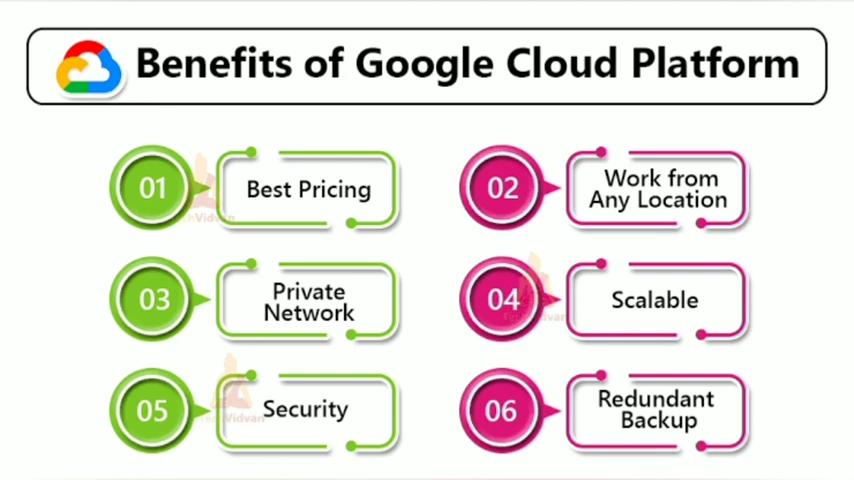 Benefits of Google Cloud Platform
01
Best Pricing
02
Work from
Any Location
03
Private
Network
04
Scalable
05
Security
06
Redundant
Backup